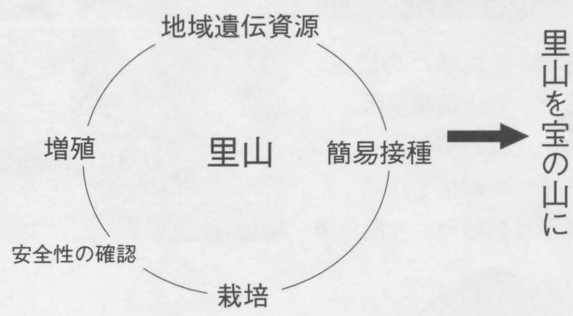 地域遺伝資源
増殖
里山
簡易接種
里山を宝の山に
安全性の確認
栽培